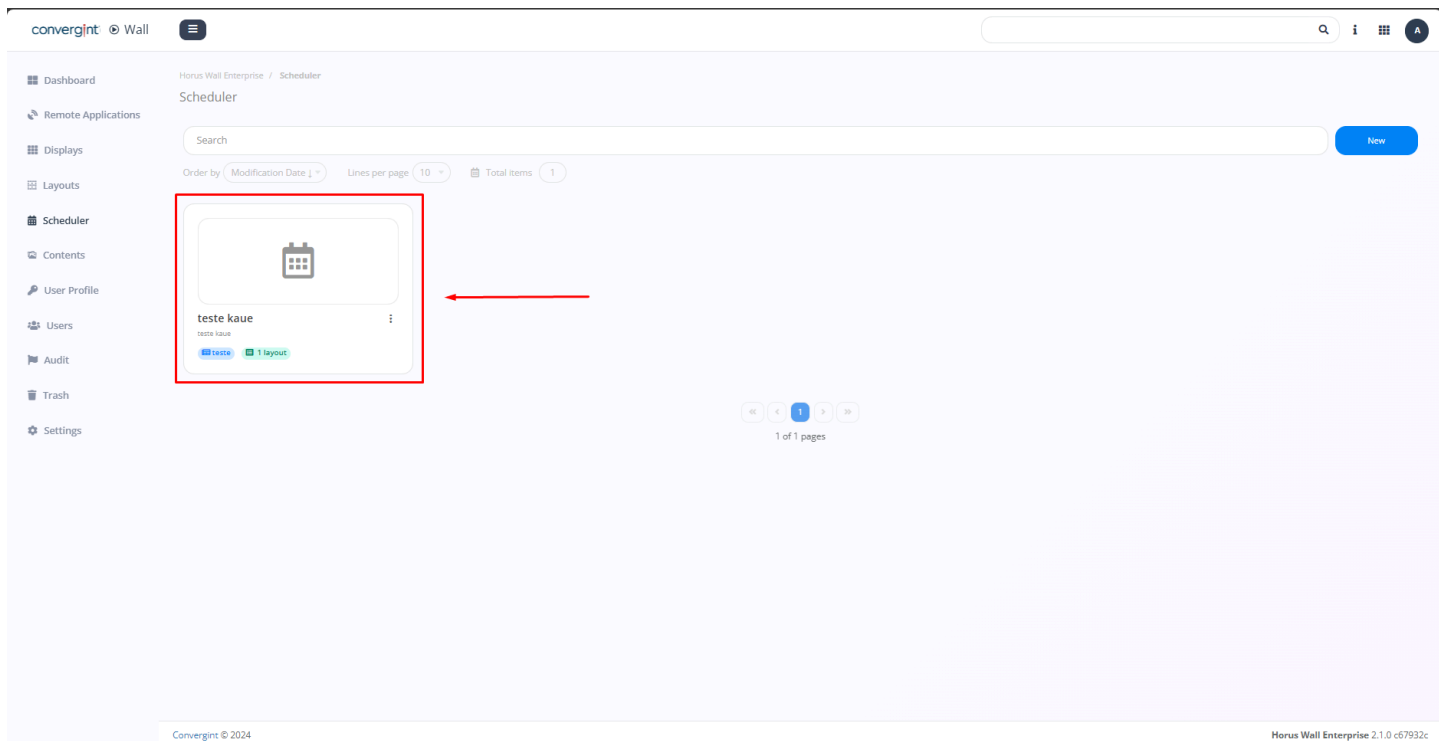 convergint Wall
A
Dashboard
Remote Applications
Displays
Layouts
Scheduler
Contents
User Profile
Users
Audit
Trash
Settings
Horus Wall Enterprise / Scheduler
Scheduler
Search
New
Order by Modification Date ↓ Lines per page 10 Total Items 1
teste kaue
teste kaue
teste 1 layout
« ‹ 1 › »
1 of 1 pages
Convergint © 2024
Horus Wall Enterprise 2.1.0 c67932c